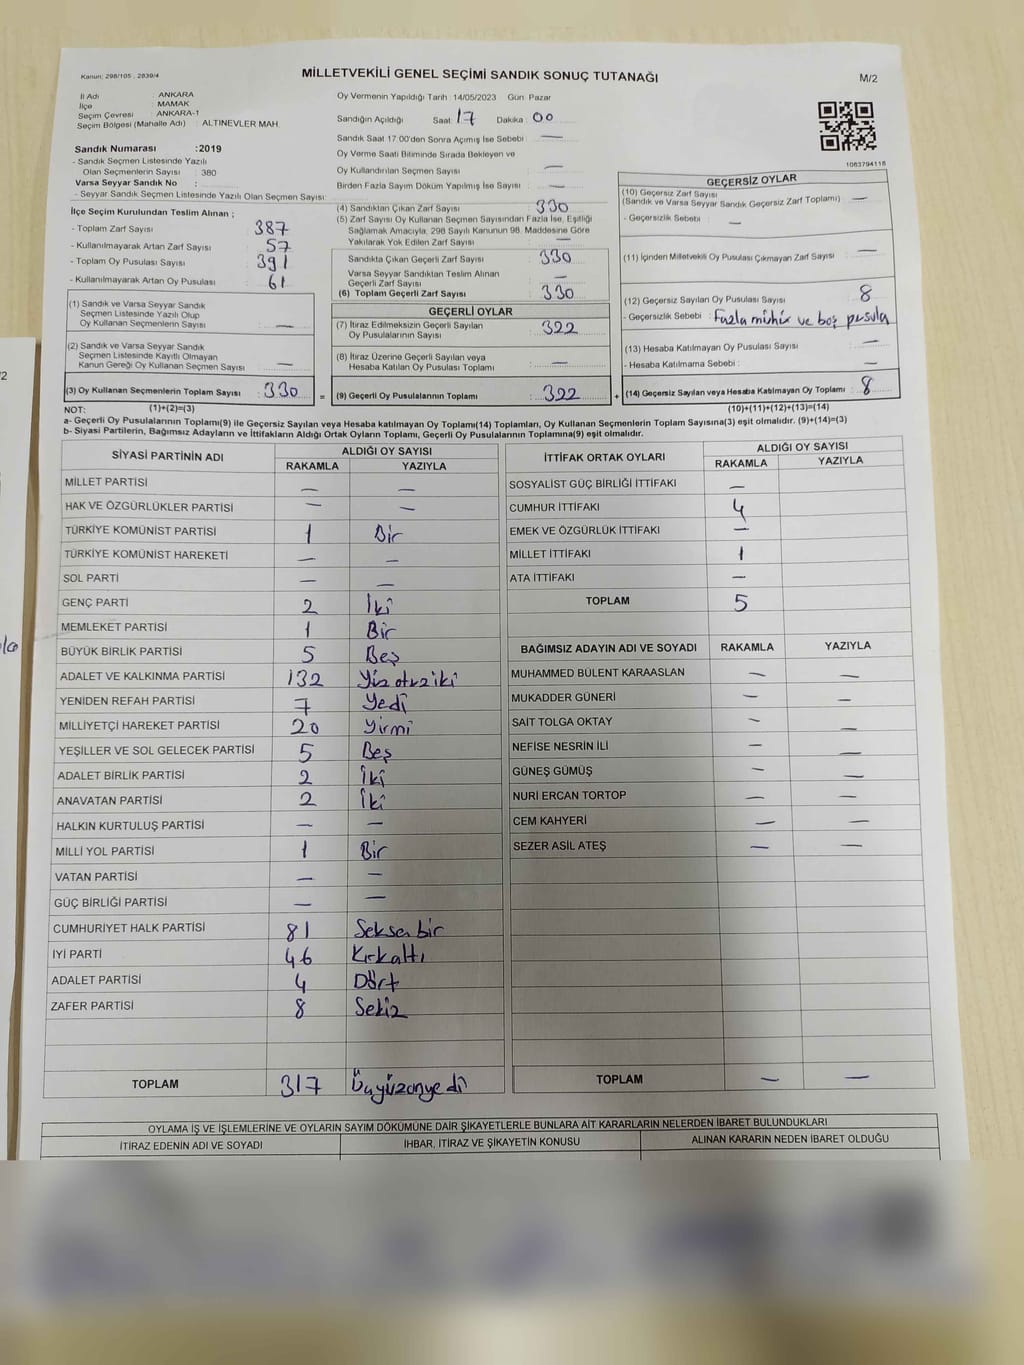 Kanun: 298/105 , 2839/4
MİLLETVEKİLİ GENEL SEÇİMİ SANDIK SONUÇ TUTANAĞI
M/2
İl Adı : ANKARA
İlçe : MAMAK
Seçim Çevresi : ANKARA-1
Seçim Bölgesi (Mahalle Adı) : ALTINEVLER MAH.
Sandık Numarası :2019
- Sandık Seçmen Listesinde Yazılı
Olan Seçmenlerin Sayısı : 380
Varsa Seyyar Sandık No :
- Seyyar Sandık Seçmen Listesinde Yazılı Olan Seçmen Sayısı:
Oy Vermenin Yapıldığı Tarih :14/05/2023 Gün: Pazar
Sandığın Açıldığı Saat : 17 Dakika : 00
Sandık Saat 17.00'den Sonra Açımış İse Sebebi : —
Oy Verme Saati Bitiminde Sırada Bekleyen ve
Oy Kullandırılan Seçmen Sayısı : —
Birden Fazla Sayım Döküm Yapılmış İse Sayısı : —
1063794118
İlçe Seçim Kurulundan Teslim Alınan ;
- Toplam Zarf Sayısı : 387
- Kullanılmayarak Artan Zarf Sayısı : 57
- Toplam Oy Pusulası Sayısı : 391
- Kullanılmayarak Artan Oy Pusulası : 61
(1) Sandık ve Varsa Seyyar Sandık
Seçmen Listesinde Yazılı Olup
Oy Kullanan Seçmenlerin Sayısı : —
(2) Sandık ve Varsa Seyyar Sandık
Seçmen Listesinde Kayıtlı Olmayan
Kanun Gereği Oy Kullanan Seçmen Sayısı : —
(3) Oy Kullanan Seçmenlerin Toplam Sayısı : 330
(4) Sandıktan Çıkan Zarf Sayısı : 330
(5) Zarf Sayısı Oy Kullanan Seçmen Sayısından Fazla İse, Eşitliği
Sağlamak Amacıyla, 298 Sayılı Kanunun 98. Maddesine Göre
Yakılarak Yok Edilen Zarf Sayısı : —
Sandıkta Çıkan Geçerli Zarf Sayısı : 330
Varsa Seyyar Sandıktan Teslim Alınan
Geçerli Zarf Sayısı : —
(6) Toplam Geçerli Zarf Sayısı : 330
GEÇERLİ OYLAR
(7) İtiraz Edilmeksizin Geçerli Sayılan
Oy Pusulalarının Sayısı : 322
(8) İtiraz Üzerine Geçerli Sayılan veya
Hesaba Katılan Oy Pusulası Toplamı : —
= (9) Geçerli Oy Pusulalarının Toplamı : 322
GEÇERSİZ OYLAR
(10) Geçersiz Zarf Sayısı
(Sandık ve Varsa Seyyar Sandık Geçersiz Zarf Toplamı) : —
- Geçersizlik Sebebi : —
(11) İçinden Milletvekili Oy Pusulası Çıkmayan Zarf Sayısı : —
(12) Geçersiz Sayılan Oy Pusulası Sayısı : 8
- Geçersizlik Sebebi : Fazla mühür ve boş pusula
(13) Hesaba Katılmayan Oy Pusulası Sayısı : —
- Hesaba Katılmama Sebebi : —
+ (14) Geçersiz Sayılan veya Hesaba Katılmayan Oy Toplamı : 8
NOT: (1)+(2)=(3)
(10)+(11)+(12)+(13)=(14)
a- Geçerli Oy Pusulalarının Toplamı(9) ile Geçersiz Sayılan veya Hesaba katılmayan Oy Toplamı(14) Toplamları, Oy Kullanan Seçmenlerin Toplam Sayısına(3) eşit olmalıdır. (9)+(14)=(3)
b- Siyasi Partilerin, Bağımsız Adayların ve İttifakların Aldığı Ortak Oyların Toplamı, Geçerli Oy Pusulalarının Toplamına(9) eşit olmalıdır.
SİYASİ PARTİNİN ADI ALDIĞI OY SAYISI
RAKAMLA YAZIYLA
MİLLET PARTİSİ — —
HAK VE ÖZGÜRLÜKLER PARTİSİ — —
TÜRKİYE KOMÜNİST PARTİSİ 1 Bir
TÜRKİYE KOMÜNİST HAREKETİ — —
SOL PARTİ — —
GENÇ PARTİ 2 İki
MEMLEKET PARTİSİ 1 Bir
BÜYÜK BİRLİK PARTİSİ 5 Beş
ADALET VE KALKINMA PARTİSİ 132 Yüz otuz iki
YENİDEN REFAH PARTİSİ 7 Yedi
MİLLİYETÇİ HAREKET PARTİSİ 20 Yirmi
YEŞİLLER VE SOL GELECEK PARTİSİ 5 Beş
ADALET BİRLİK PARTİSİ 2 İki
ANAVATAN PARTİSİ 2 İki
HALKIN KURTULUŞ PARTİSİ — —
MİLLİ YOL PARTİSİ 1 Bir
VATAN PARTİSİ — —
GÜÇ BİRLİĞİ PARTİSİ — —
CUMHURİYET HALK PARTİSİ 81 Seksen bir
İYİ PARTİ 46 Kırkaltı
ADALET PARTİSİ 4 Dört
ZAFER PARTİSİ 8 Sekiz
TOPLAM 317 Üçyüzonyedi
İTTİFAK ORTAK OYLARI ALDIĞI OY SAYISI
RAKAMLA YAZIYLA
SOSYALİST GÜÇ BİRLİĞİ İTTİFAKI —
CUMHUR İTTİFAKI 4
EMEK VE ÖZGÜRLÜK İTTİFAKI —
MİLLET İTTİFAKI 1
ATA İTTİFAKI —
TOPLAM 5
BAĞIMSIZ ADAYIN ADI VE SOYADI RAKAMLA YAZIYLA
MUHAMMED BÜLENT KARAASLAN — —
MUKADDER GÜNERİ — —
SAİT TOLGA OKTAY — —
NEFİSE NESRİN İLİ — —
GÜNEŞ GÜMÜŞ — —
NURİ ERCAN TORTOP — —
CEM KAHYERİ — —
SEZER ASIL ATEŞ — —
TOPLAM — —
OYLAMA İŞ VE İŞLEMLERİNE VE OYLARIN SAYIM DÖKÜMÜNE DAİR ŞİKAYETLERLE BUNLARA AİT KARARLARIN NELERDEN İBARET BULUNDUKLARI
İTİRAZ EDENİN ADI VE SOYADI İHBAR, İTİRAZ VE ŞİKAYETİN KONUSU ALINAN KARARIN NEDEN İBARET OLDUĞU